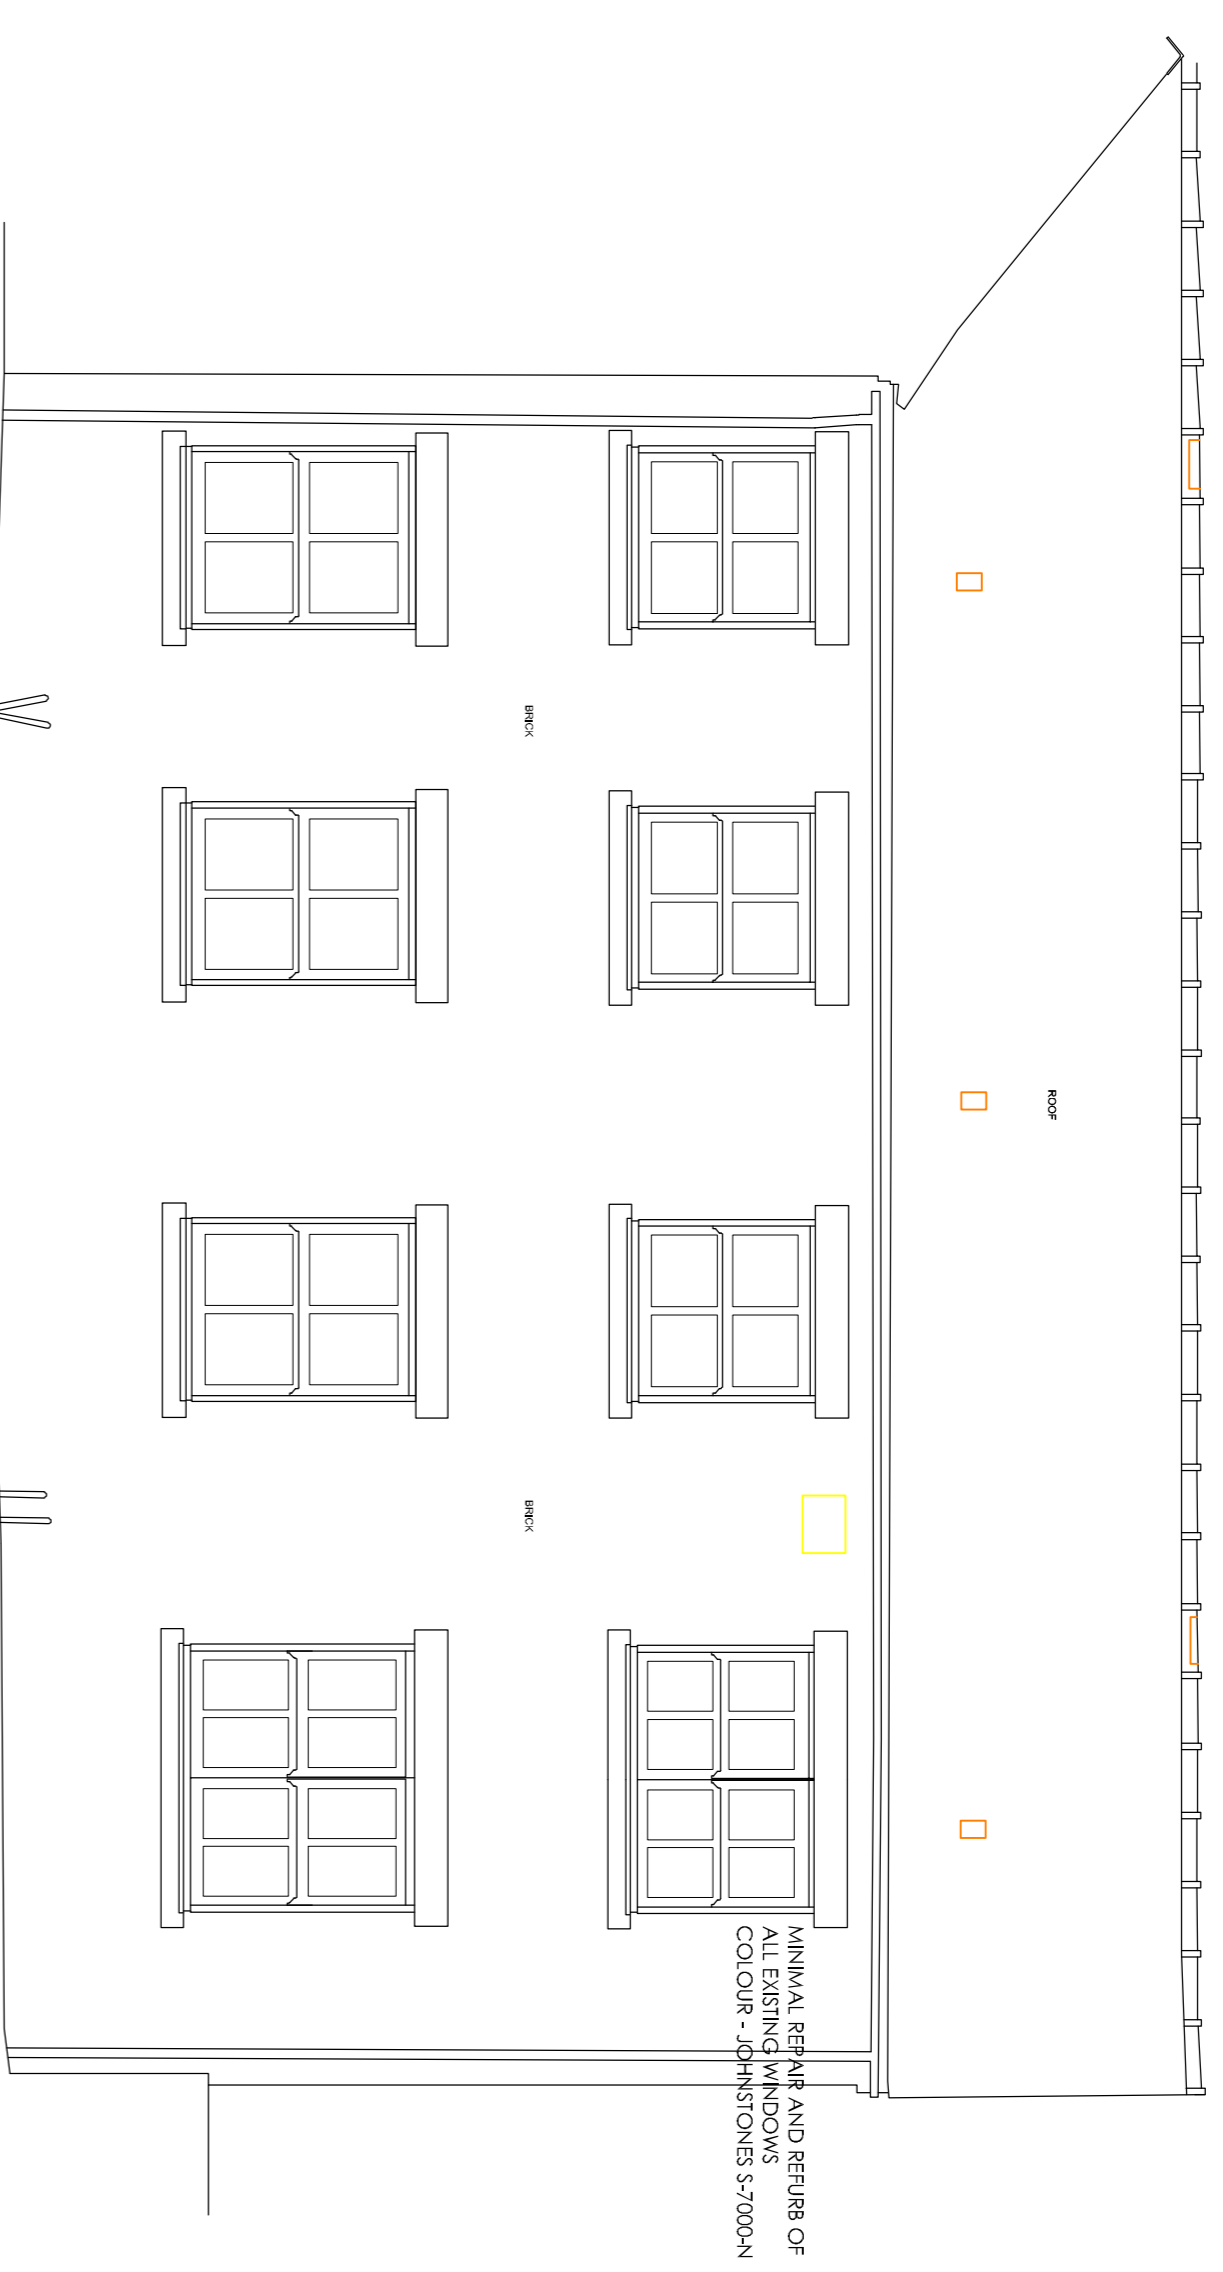 ROOF
BRICK
BRICK
MINIMAL REPAIR AND REFURB OF
ALL EXISTING WINDOWS
COLOUR - JOHNSTONES S-7000-N